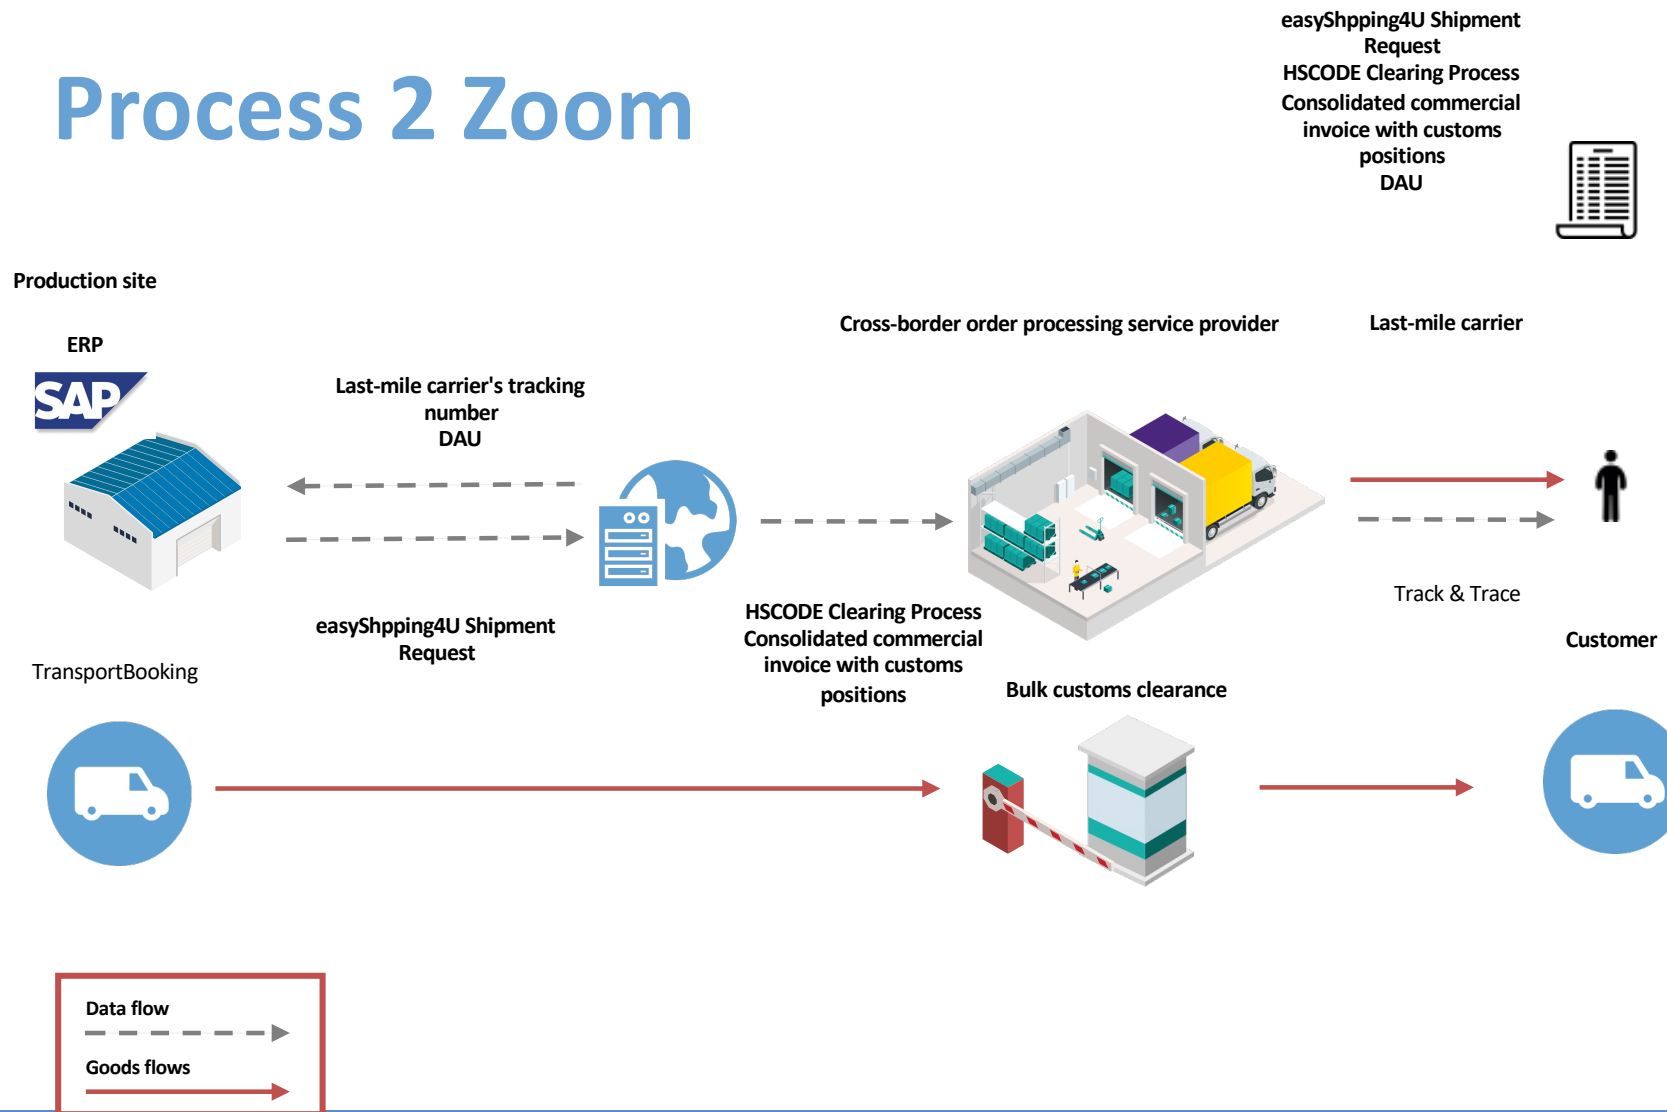 easyShpping4U Shipment
Request
HSCODE Clearing Process
Consolidated commercial
invoice with customs
positions
DAU
Process 2 Zoom
Production site
ERP
SAP
Last-mile carrier's tracking
number
DAU
Cross-border order processing service provider
Last-mile carrier
easyShpping4U Shipment
Request
HSCODE Clearing Process
Consolidated commercial
invoice with customs
positions
Track & Trace
Customer
TransportBooking
Bulk customs clearance
Data flow
Goods flows